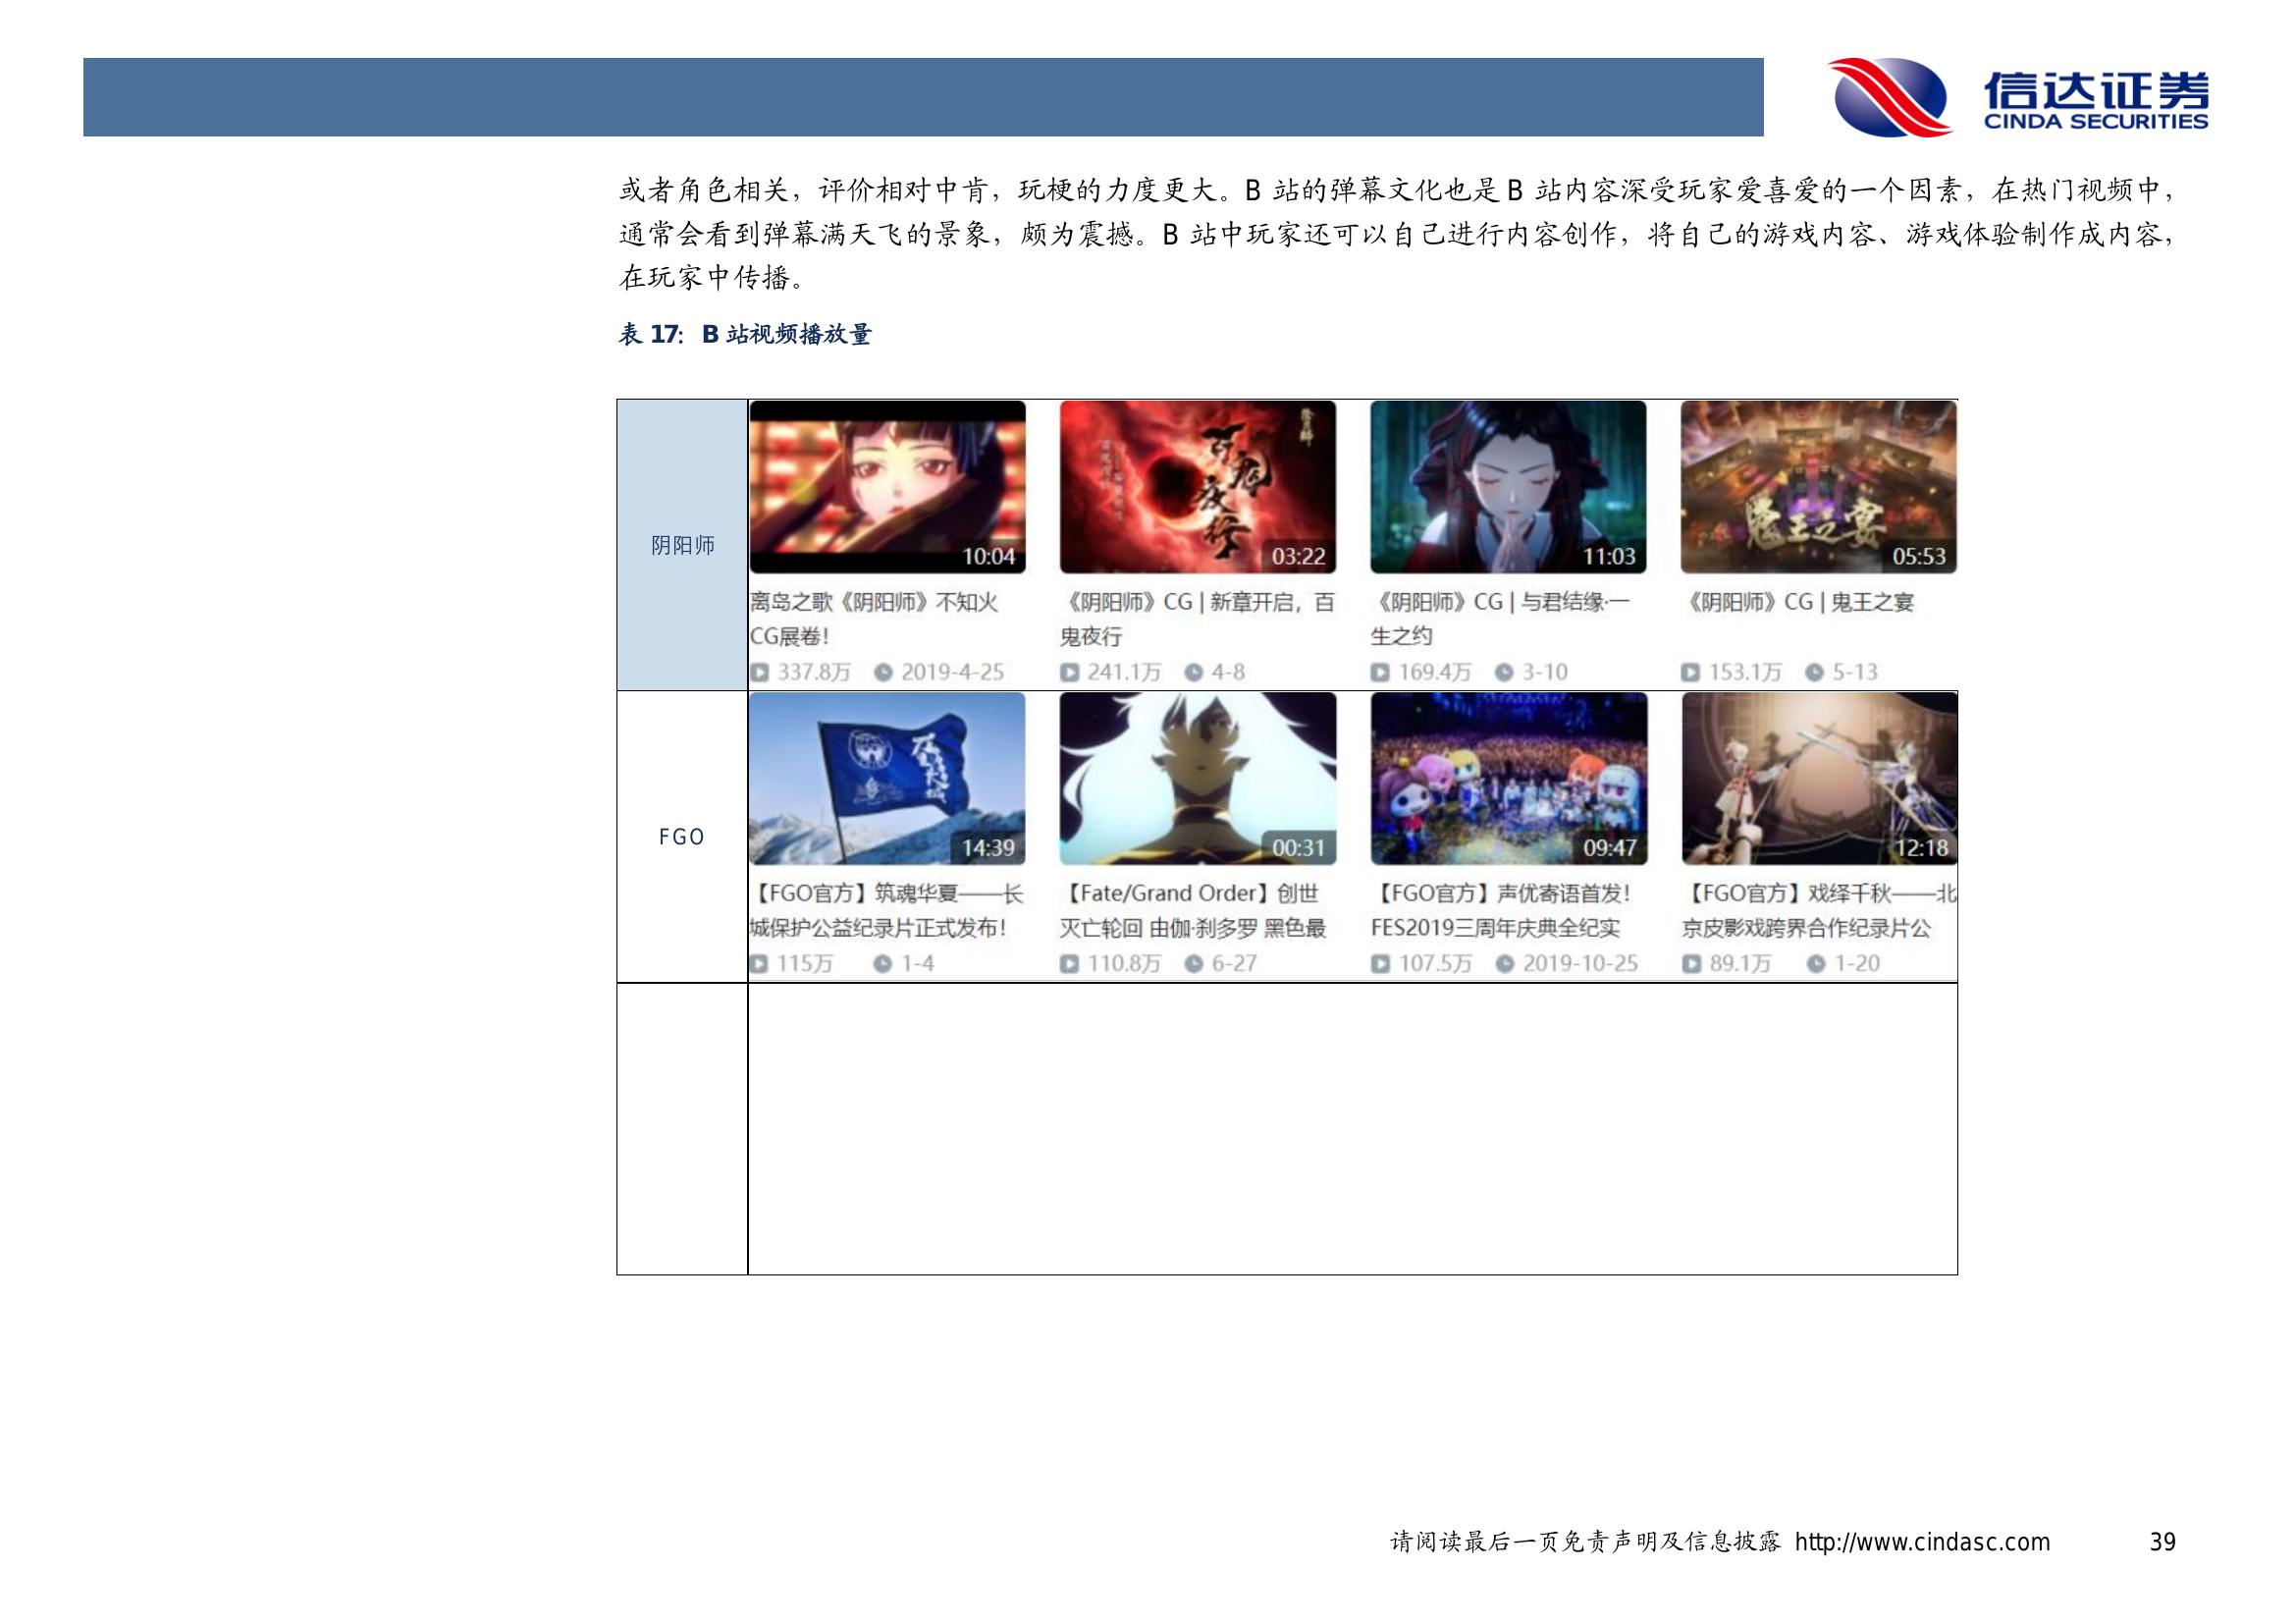 信达证券
CINDA SECURITIES
或者角色相关，评价相对中肯，玩梗的力度更大。B 站的弹幕文化也是 B 站内容深受玩家爱喜爱的一个因素，在热门视频中，
通常会看到弹幕满天飞的景象，颇为震撼。B 站中玩家还可以自己进行内容创作，将自己的游戏内容、游戏体验制作成内容，
在玩家中传播。
表 17：B 站视频播放量
阴阳师
百鬼夜行
阴阳师
鬼王之宴
10:04
03:22
11:03
05:53
离岛之歌《阴阳师》不知火
CG展卷！
337.8万 2019-4-25
《阴阳师》CG | 新章开启，百
鬼夜行
241.1万 4-8
《阴阳师》CG | 与君结缘·一
生之约
169.4万 3-10
《阴阳师》CG | 鬼王之宴
153.1万 5-13
FGO
14:39
00:31
09:47
12:18
【FGO官方】筑魂华夏——长
城保护公益纪录片正式发布！
115万 1-4
【Fate/Grand Order】创世
灭亡轮回 由伽·刹多罗 黑色最
110.8万 6-27
【FGO官方】声优寄语首发！
FES2019三周年庆典全纪实
107.5万 2019-10-25
【FGO官方】戏绎千秋——北
京皮影戏跨界合作纪录片公
89.1万 1-20
请阅读最后一页免责声明及信息披露 http://www.cindasc.com 39